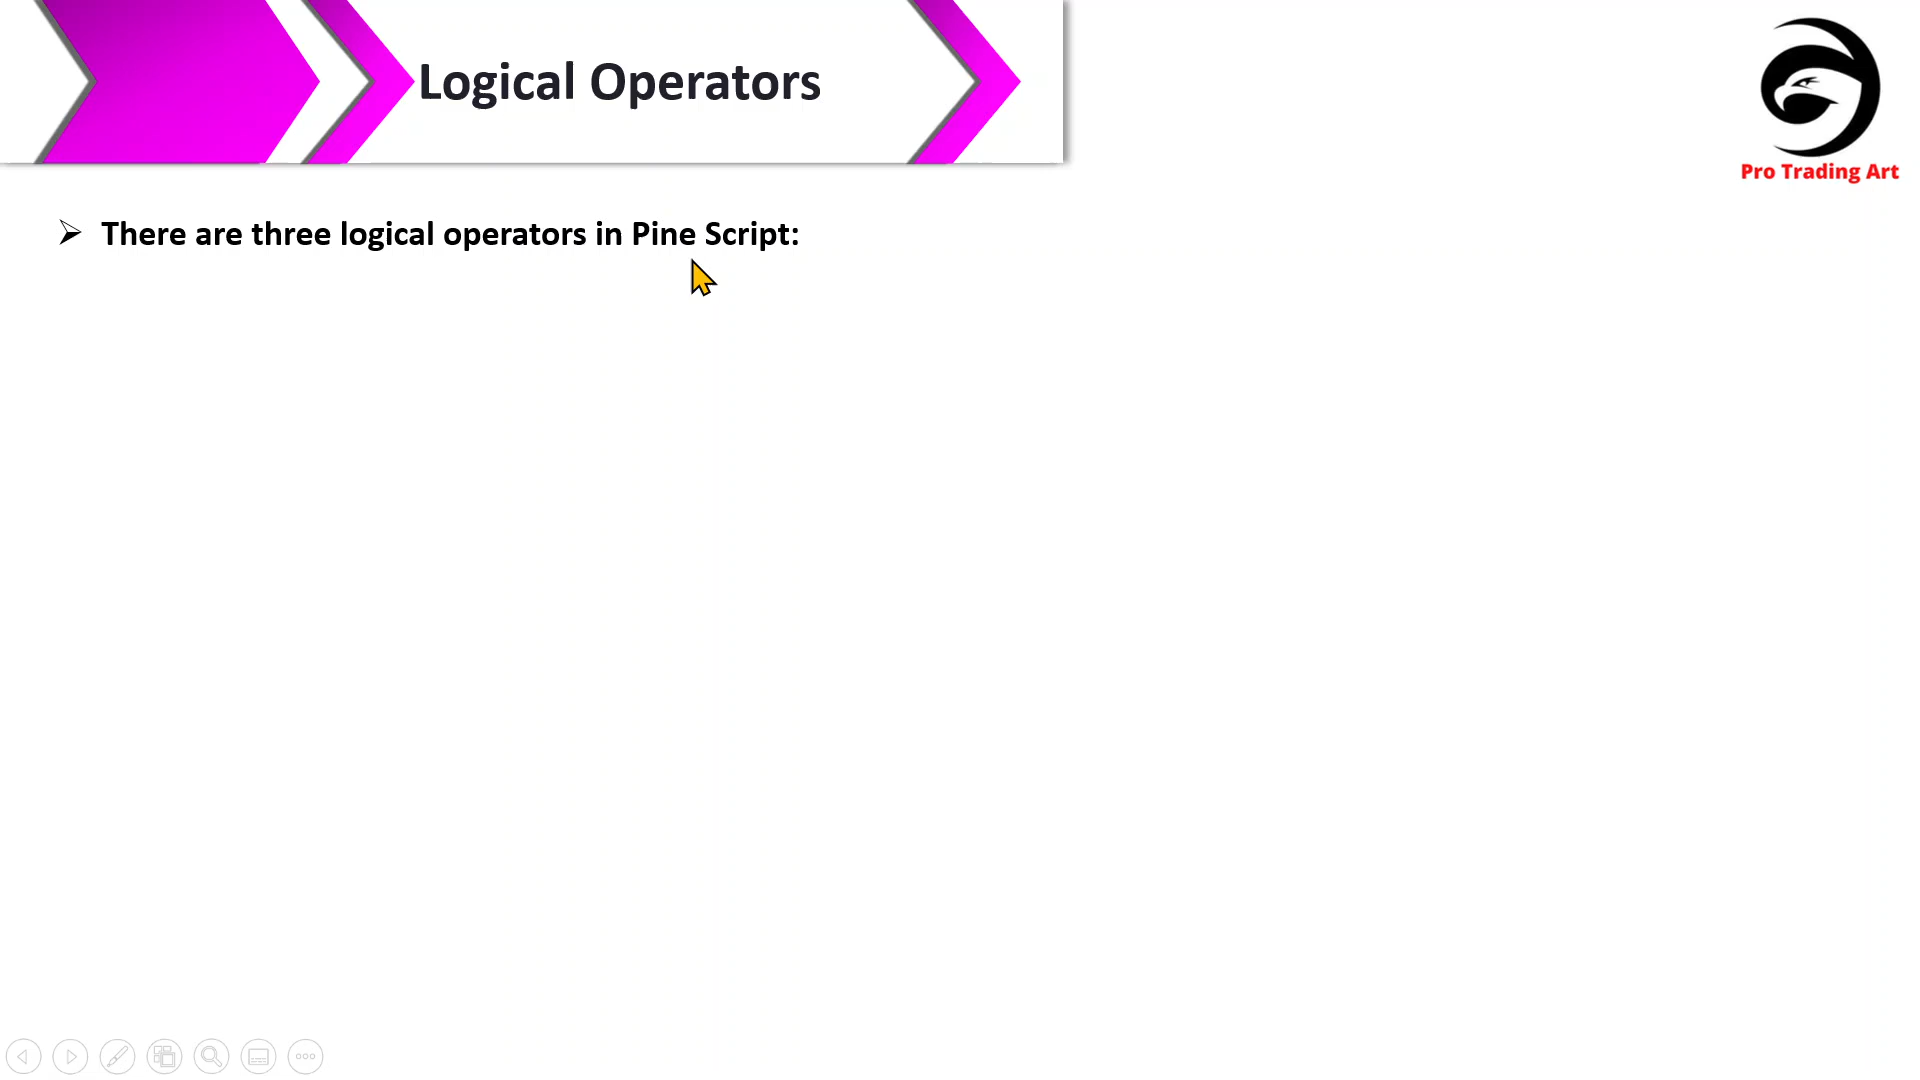 Logical Operators
Pro Trading Art
There are three logical operators in Pine Script: